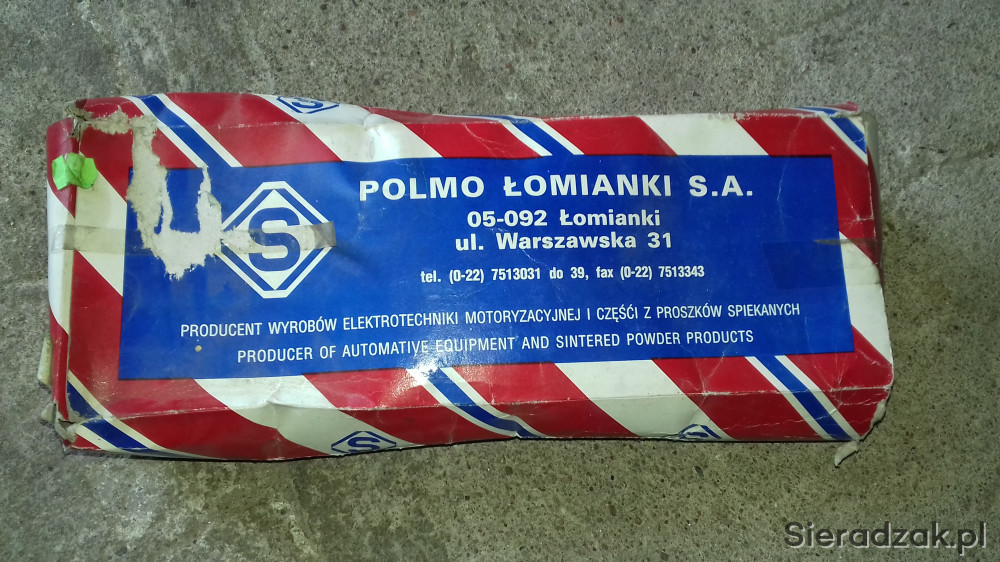 POLMO ŁOMIANKI S.A.
05-092 Łomianki
ul. Warszawska 31
tel. (0-22) 7513031 do 39, fax (0-22) 7513343
S
PRODUCENT WYROBÓW ELEKTROTECHNIKI MOTORYZACYJNEJ I CZĘŚĆI Z PROSZKÓW SPIEKANYCH
PRODUCER OF AUTOMATIVE EQUIPMENT AND SINTERED POWDER PRODUCTS
S
S
S
Sieradzak.pl